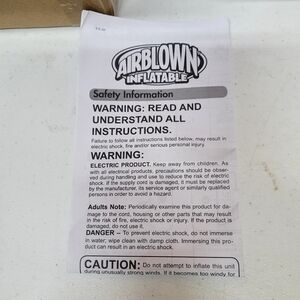 AIRBLOWN
INFLATABLE
Safety Information
WARNING: READ AND
UNDERSTAND ALL
INSTRUCTIONS.
Failure to follow all instructions listed below, may result in
electric shock, fire and/or serious personal injury.
WARNING:
ELECTRIC PRODUCT. Keep away from children. As
with all electrical products, precautions should be obser-
ved during handling and use to reduce the risk of electric
shock. If the supply cord is damaged, it must be replaced
by the manufacturer, its service agent or similarly qualified
persons in order to avoid a hazard.
Adults Note: Periodically examine this product for da-
mage to the cord, housing or other parts that may result
in the risk of fire, electric shock or injury. If the product is
damaged, do not use it.
DANGER – To prevent electric shock, do not immerse
in water; wipe clean with damp cloth. Immersing this pro-
duct can result in an electric shock.
CAUTION: Do not attempt to inflate this unit
during unusually strong winds. If it becomes too windy for